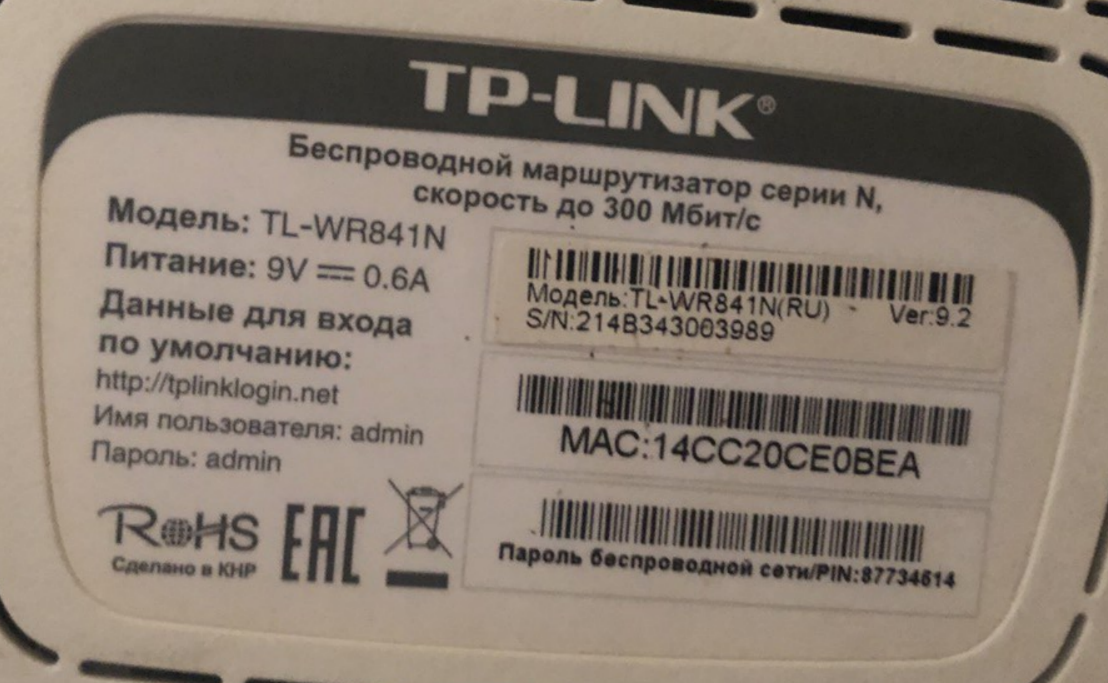 TP-LINK®
Беспроводной маршрутизатор серии N,
скорость до 300 Мбит/с
Модель: TL-WR841N
Питание: 9V ⎓ 0.6A
Данные для входа
по умолчанию:
http://tplinklogin.net
Имя пользователя: admin
Пароль: admin
RoHS
Сделано в КНР
EAC
Модель:TL-WR841N(RU) Ver:9.2
S/N:214B343003989
MAC:14CC20CE0BEA
Пароль беспроводной сети/PIN:87734614